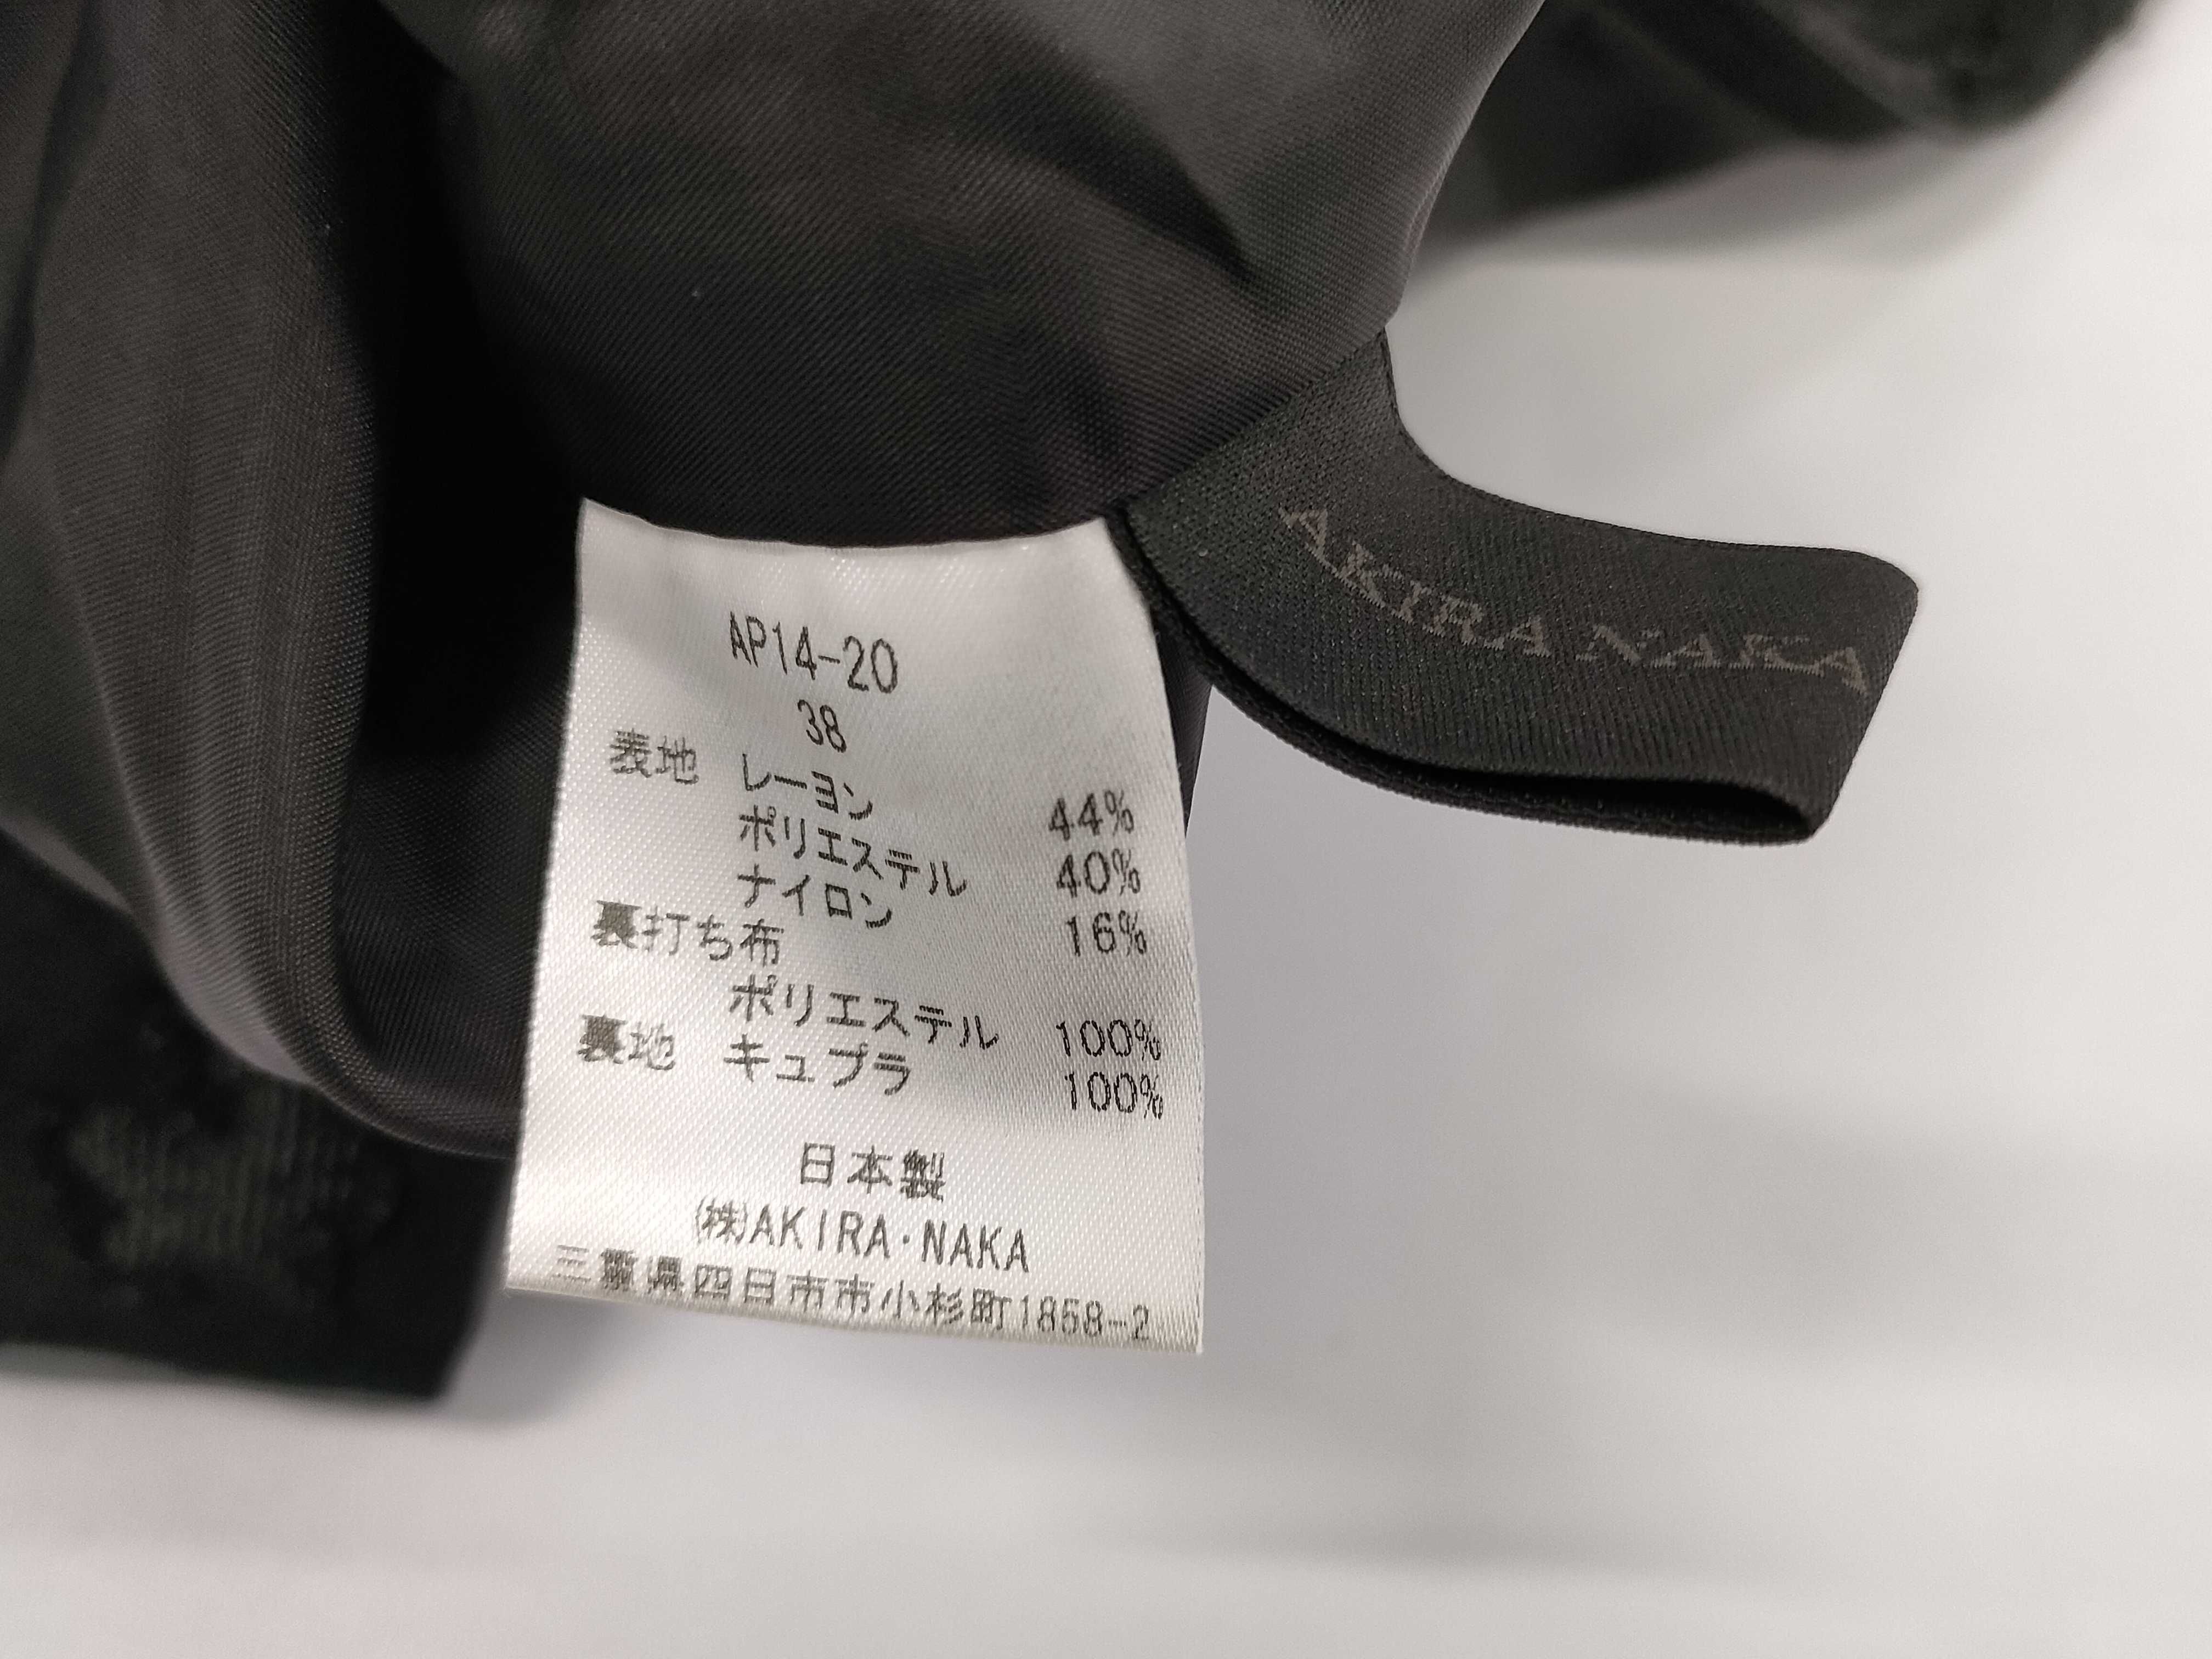 AP14-20
38
表地 レーヨン 44%
ポリエステル 40%
ナイロン 16%
裏打ち布
ポリエステル 100%
裏地 キュプラ 100%
日本製
㈱AKIRA・NAKA
三重県四日市市小杉町1858-2
AKIRA NAKA